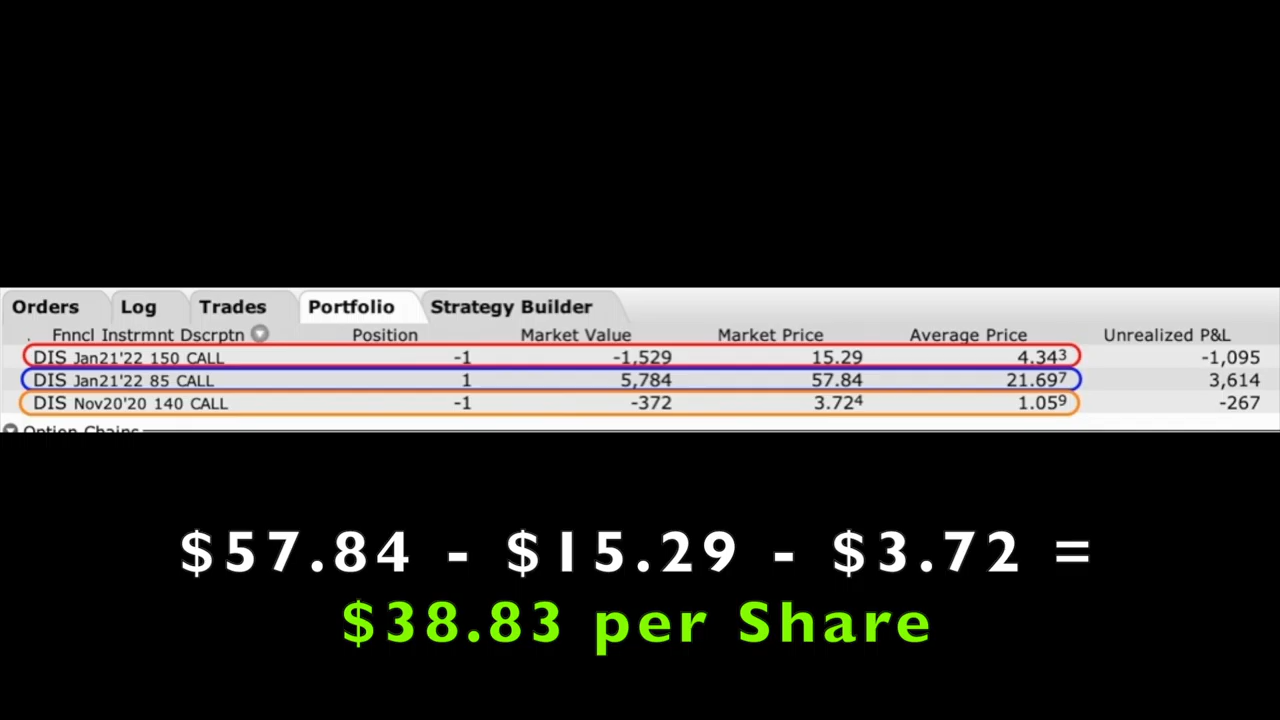 Orders Log Trades Portfolio Strategy Builder
Fnncl Instrmnt Dscrptn Position Market Value Market Price Average Price Unrealized P&L
DIS Jan21'22 150 CALL -1 -1,529 15.29 4.34³ -1,095
DIS Jan21'22 85 CALL 1 5,784 57.84 21.69⁷ 3,614
DIS Nov20'20 140 CALL -1 -372 3.72⁴ 1.05⁹ -267
Option Chains
$57.84 - $15.29 - $3.72 =
$38.83 per Share